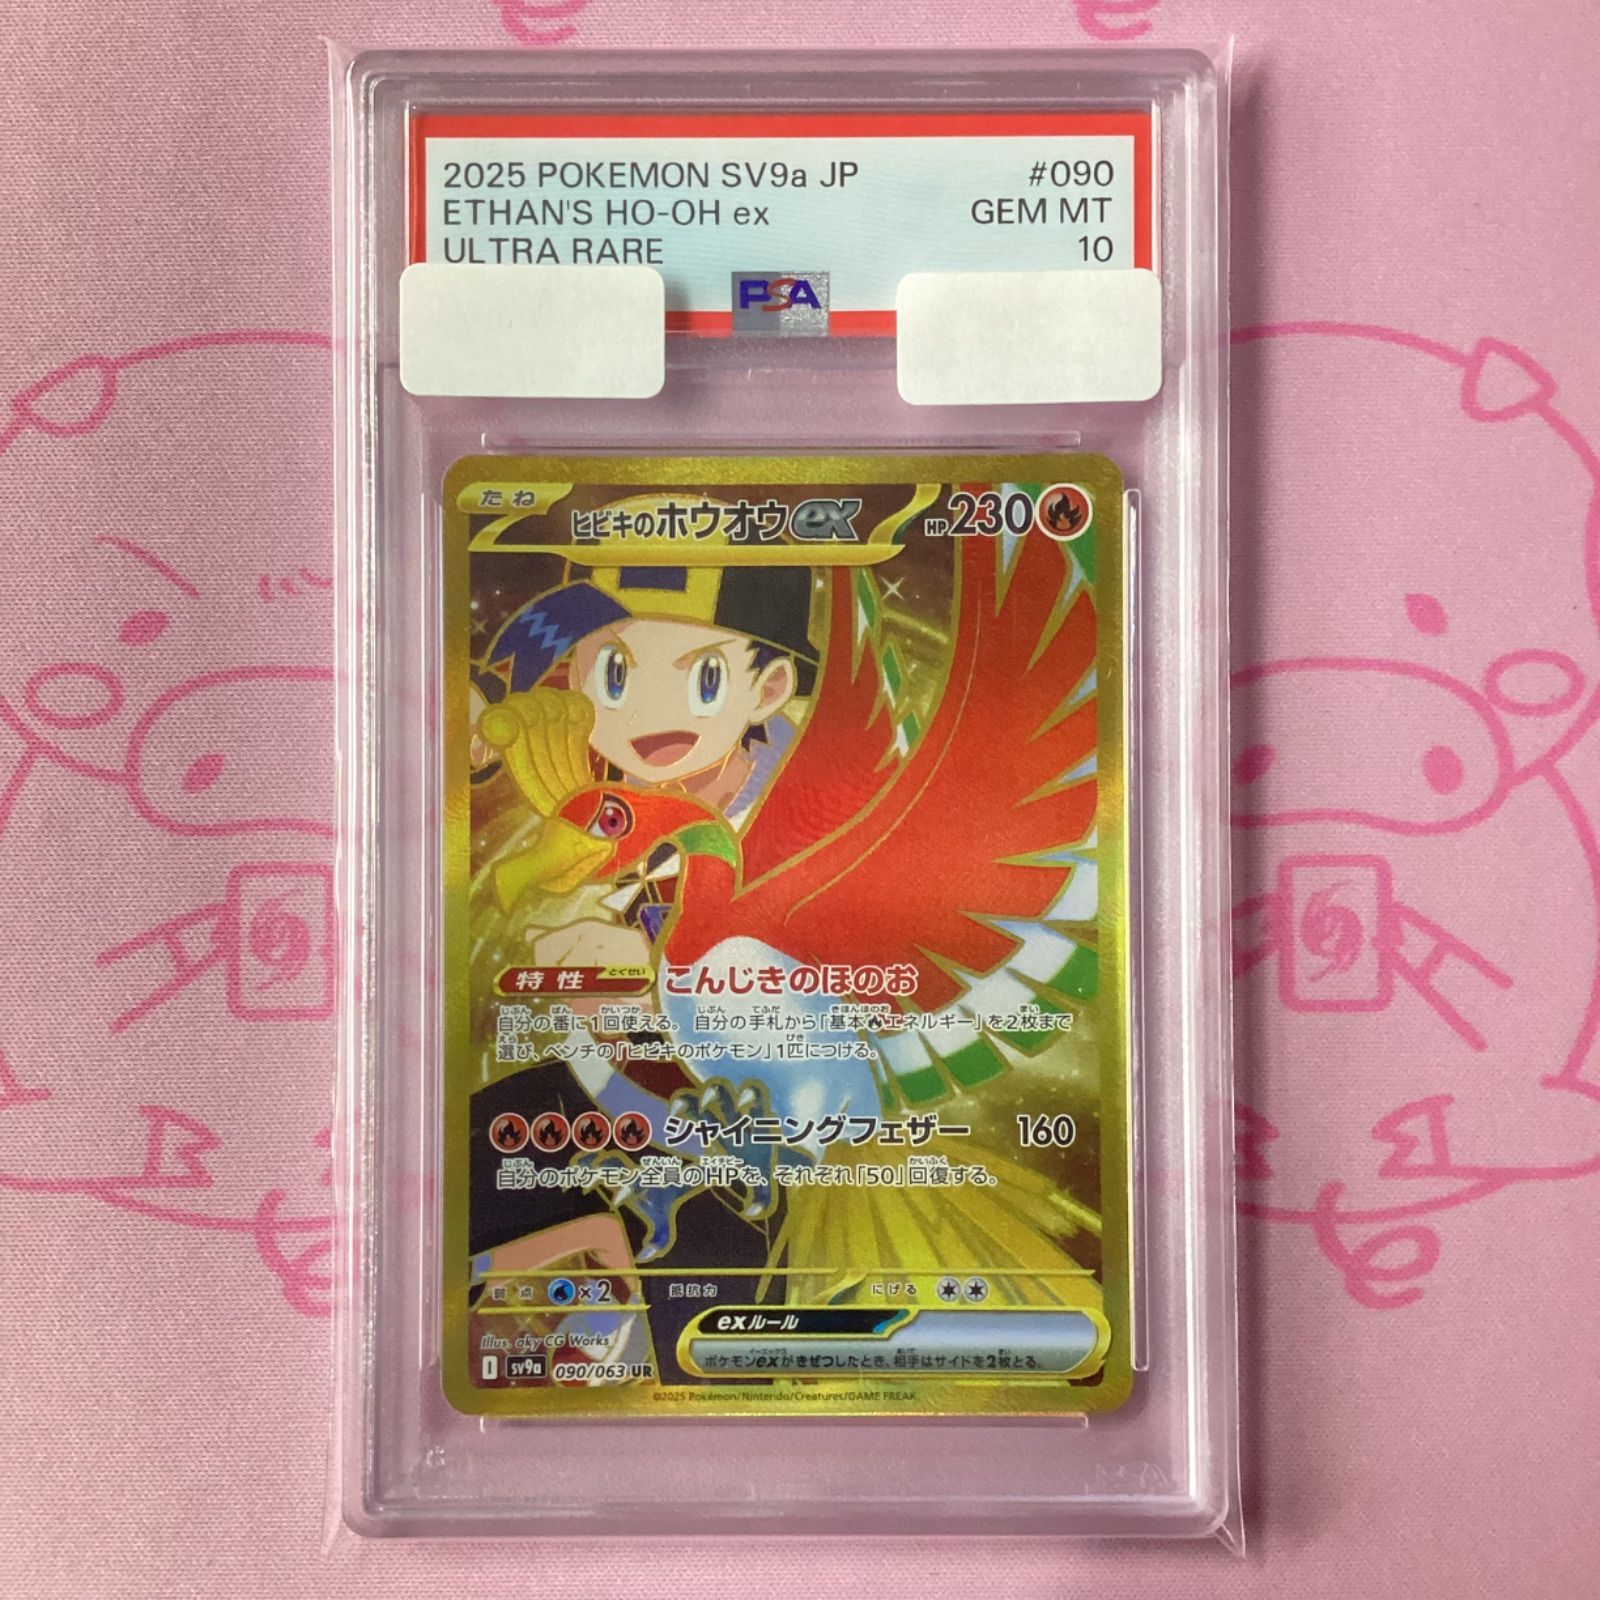 2025 POKEMON SV9a JP #090
ETHAN'S HO-OH ex GEM MT
ULTRA RARE 10
PSA
たね ヒビキのホウオウex HP230
特性 とくせい こんじきのほのお
自分の番に1回使える。自分の手札から「基本エネルギー」を2枚まで
選び、ベンチの「ヒビキのポケモン」1匹につける。
シャイニングフェザー 160
自分のポケモン全員のHPを、それぞれ「50」回復する。
弱点 ×2 抵抗力 にげる
exルール
ポケモンexがきぜつしたとき、相手はサイドを2枚とる。
Illus. aky CG Works
I SV9a 090/063 UR
©2025 Pokémon/Nintendo/Creatures/GAME FREAK.